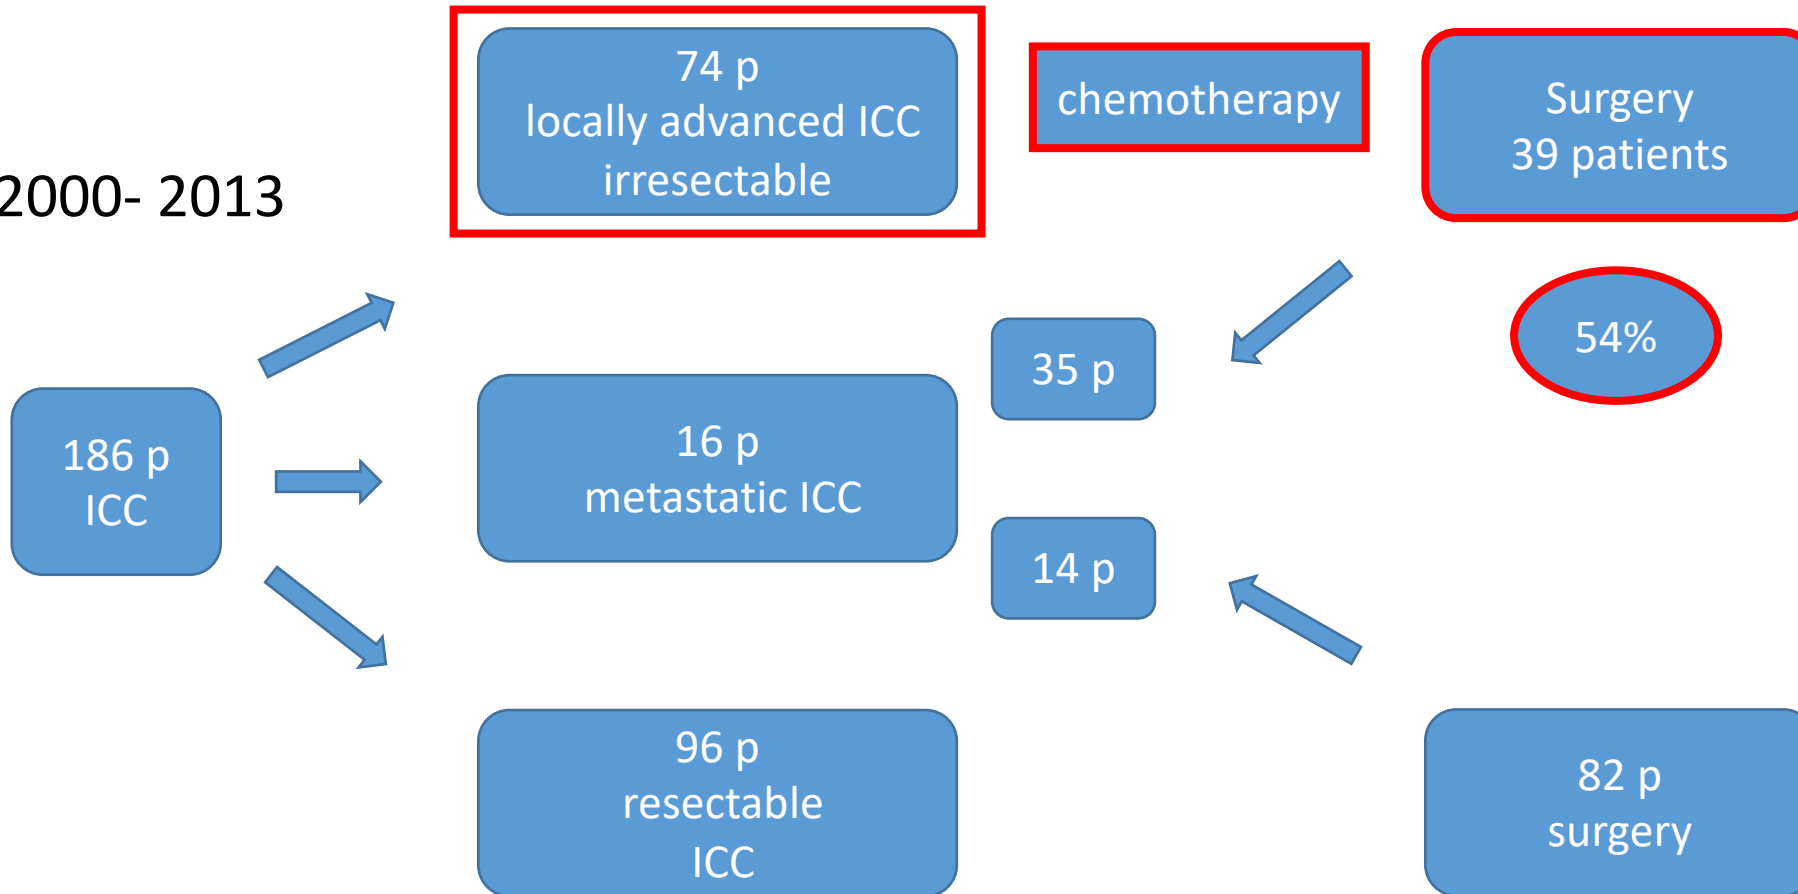 2000- 2013
74 p
locally advanced ICC
irresectable
chemotherapy
Surgery
39 patients
54%
186 p
ICC
35 p
16 p
metastatic ICC
14 p
96 p
resectable
ICC
82 p
surgery